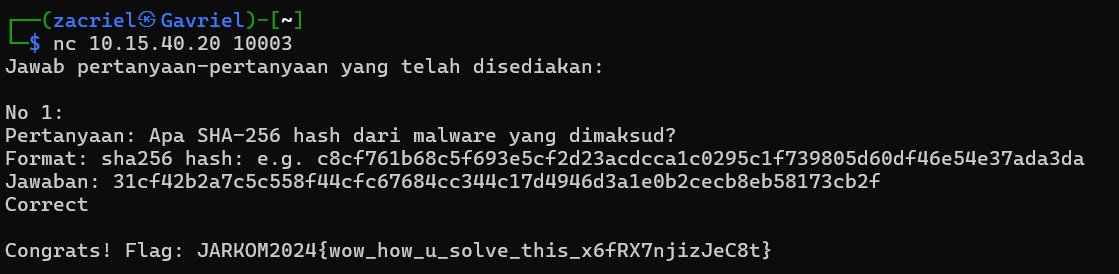 ┌──(zacriel㉿Gavriel)-[~]
└─$ nc 10.15.40.20 10003
Jawab pertanyaan-pertanyaan yang telah disediakan:
No 1:
Pertanyaan: Apa SHA-256 hash dari malware yang dimaksud?
Format: sha256 hash: e.g. c8cf761b68c5f693e5cf2d23acdcca1c0295c1f739805d60df46e54e37ada3da
Jawaban: 31cf42b2a7c5c558f44cfc67684cc344c17d4946d3a1e0b2cecb8eb58173cb2f
Correct
Congrats! Flag: JARKOM2024{wow_how_u_solve_this_x6fRX7njizJeC8t}